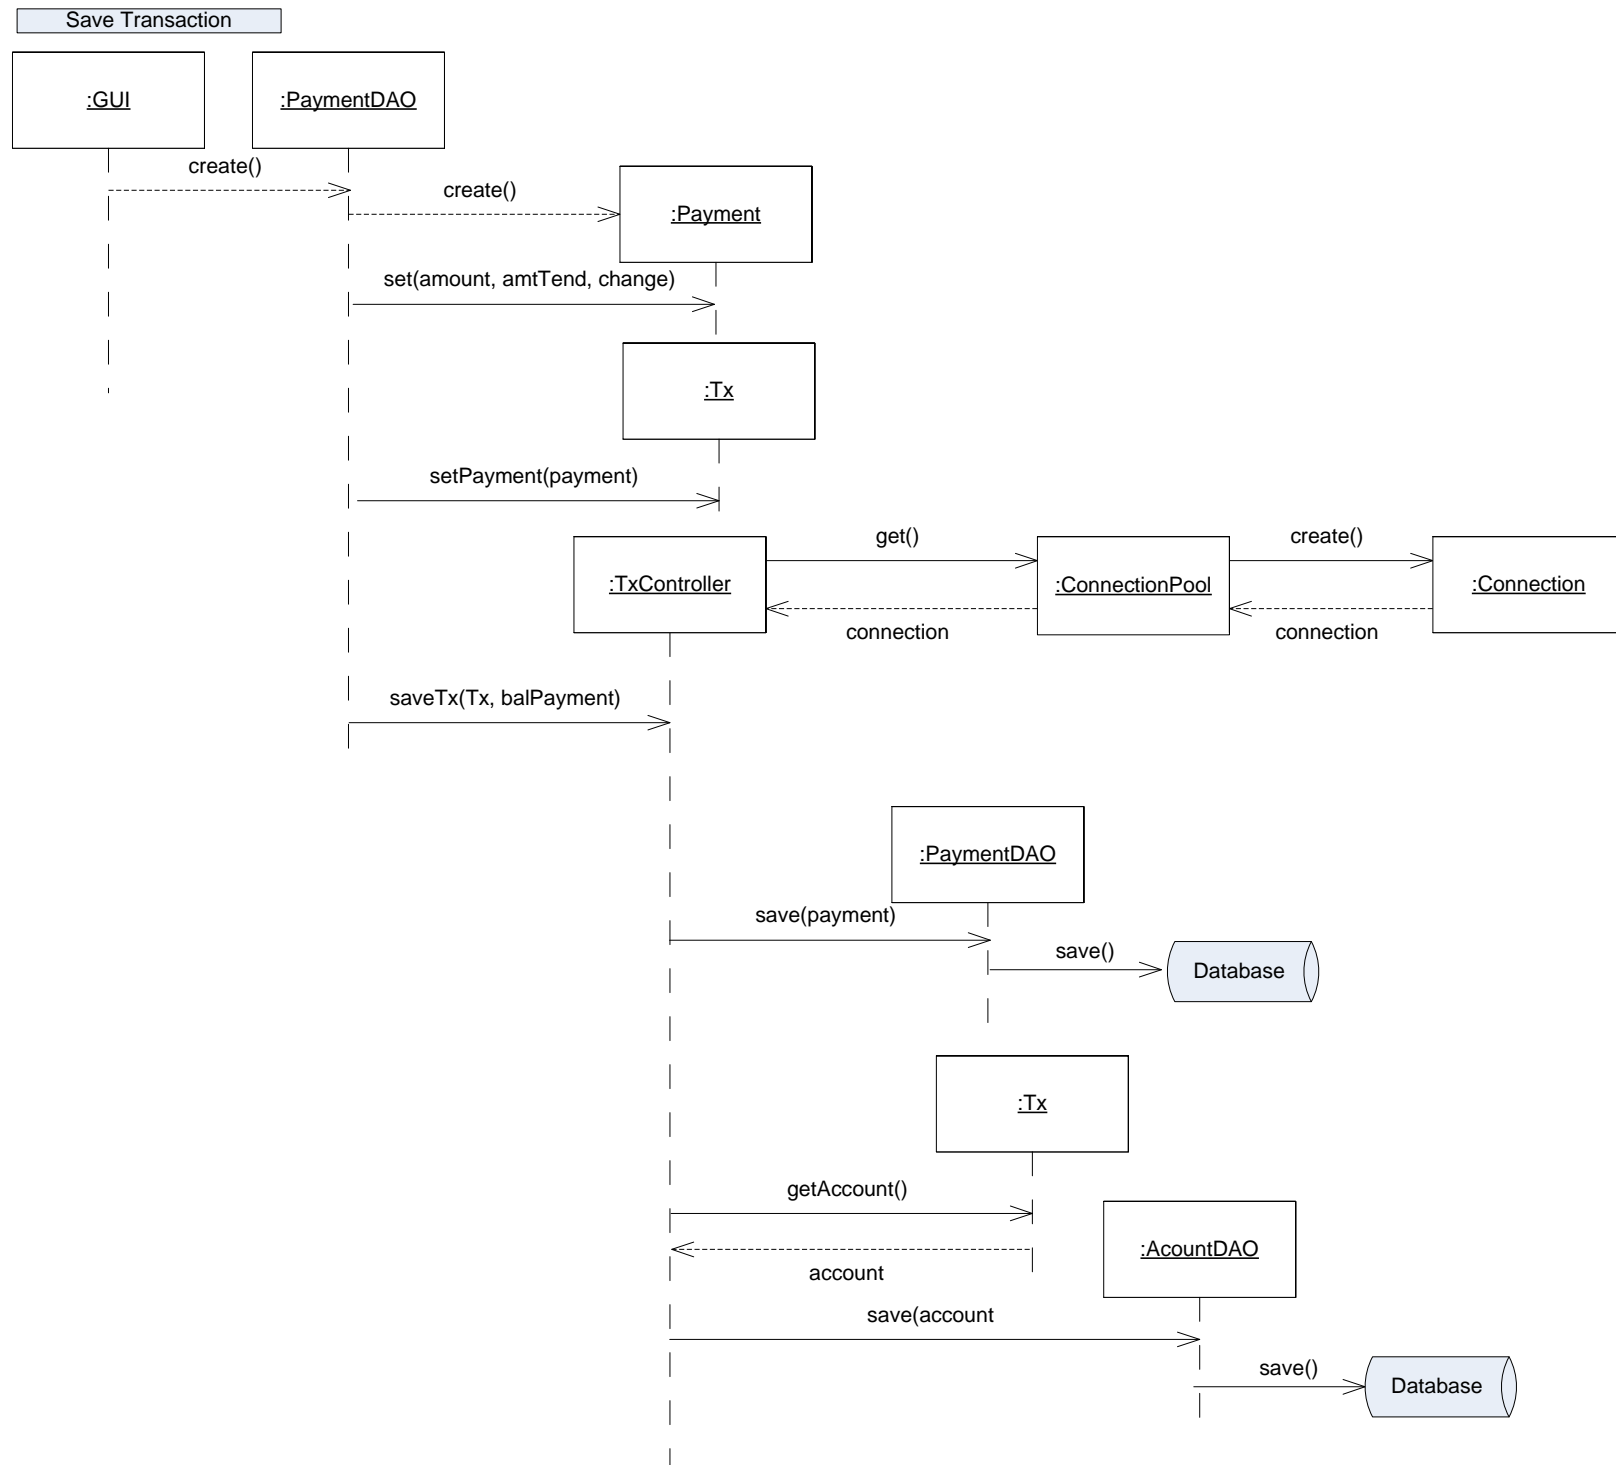 Save Transaction
:GUI
:PaymentDAO
create()
create()
:Payment
set(amount, amtTend, change)
:Tx
setPayment(payment)
get()
create()
:TxController
:ConnectionPool
:Connection
connection
connection
saveTx(Tx, balPayment)
:PaymentDAO
save(payment)
save()
Database
:Tx
getAccount()
:AcountDAO
account
save(account
save()
Database